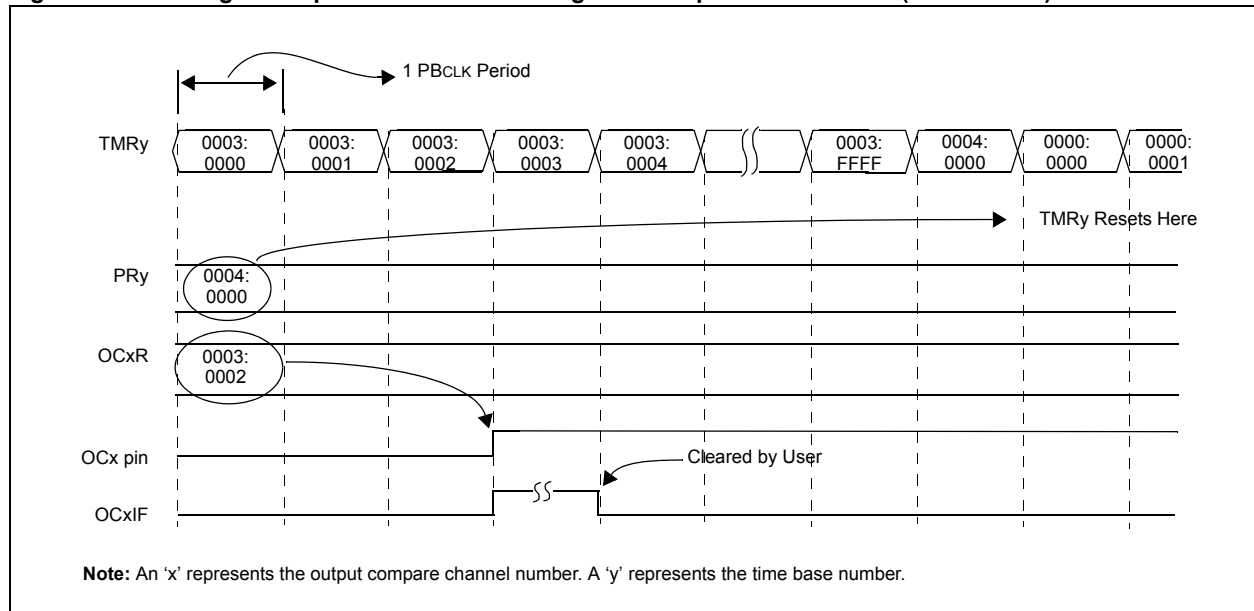 1 PBCLK Period
TMRy
0003: 0003: 0003: 0003: 0003: 0003: 0004: 0000: 0000:
0000 0001 0002 0003 0004 FFFF 0000 0000 0001
TMRy Resets Here
PRy
0004:
0000
OCxR
0003:
0002
OCx pin
Cleared by User
OCxIF
Note: An ‘x’ represents the output compare channel number. A ‘y’ represents the time base number.